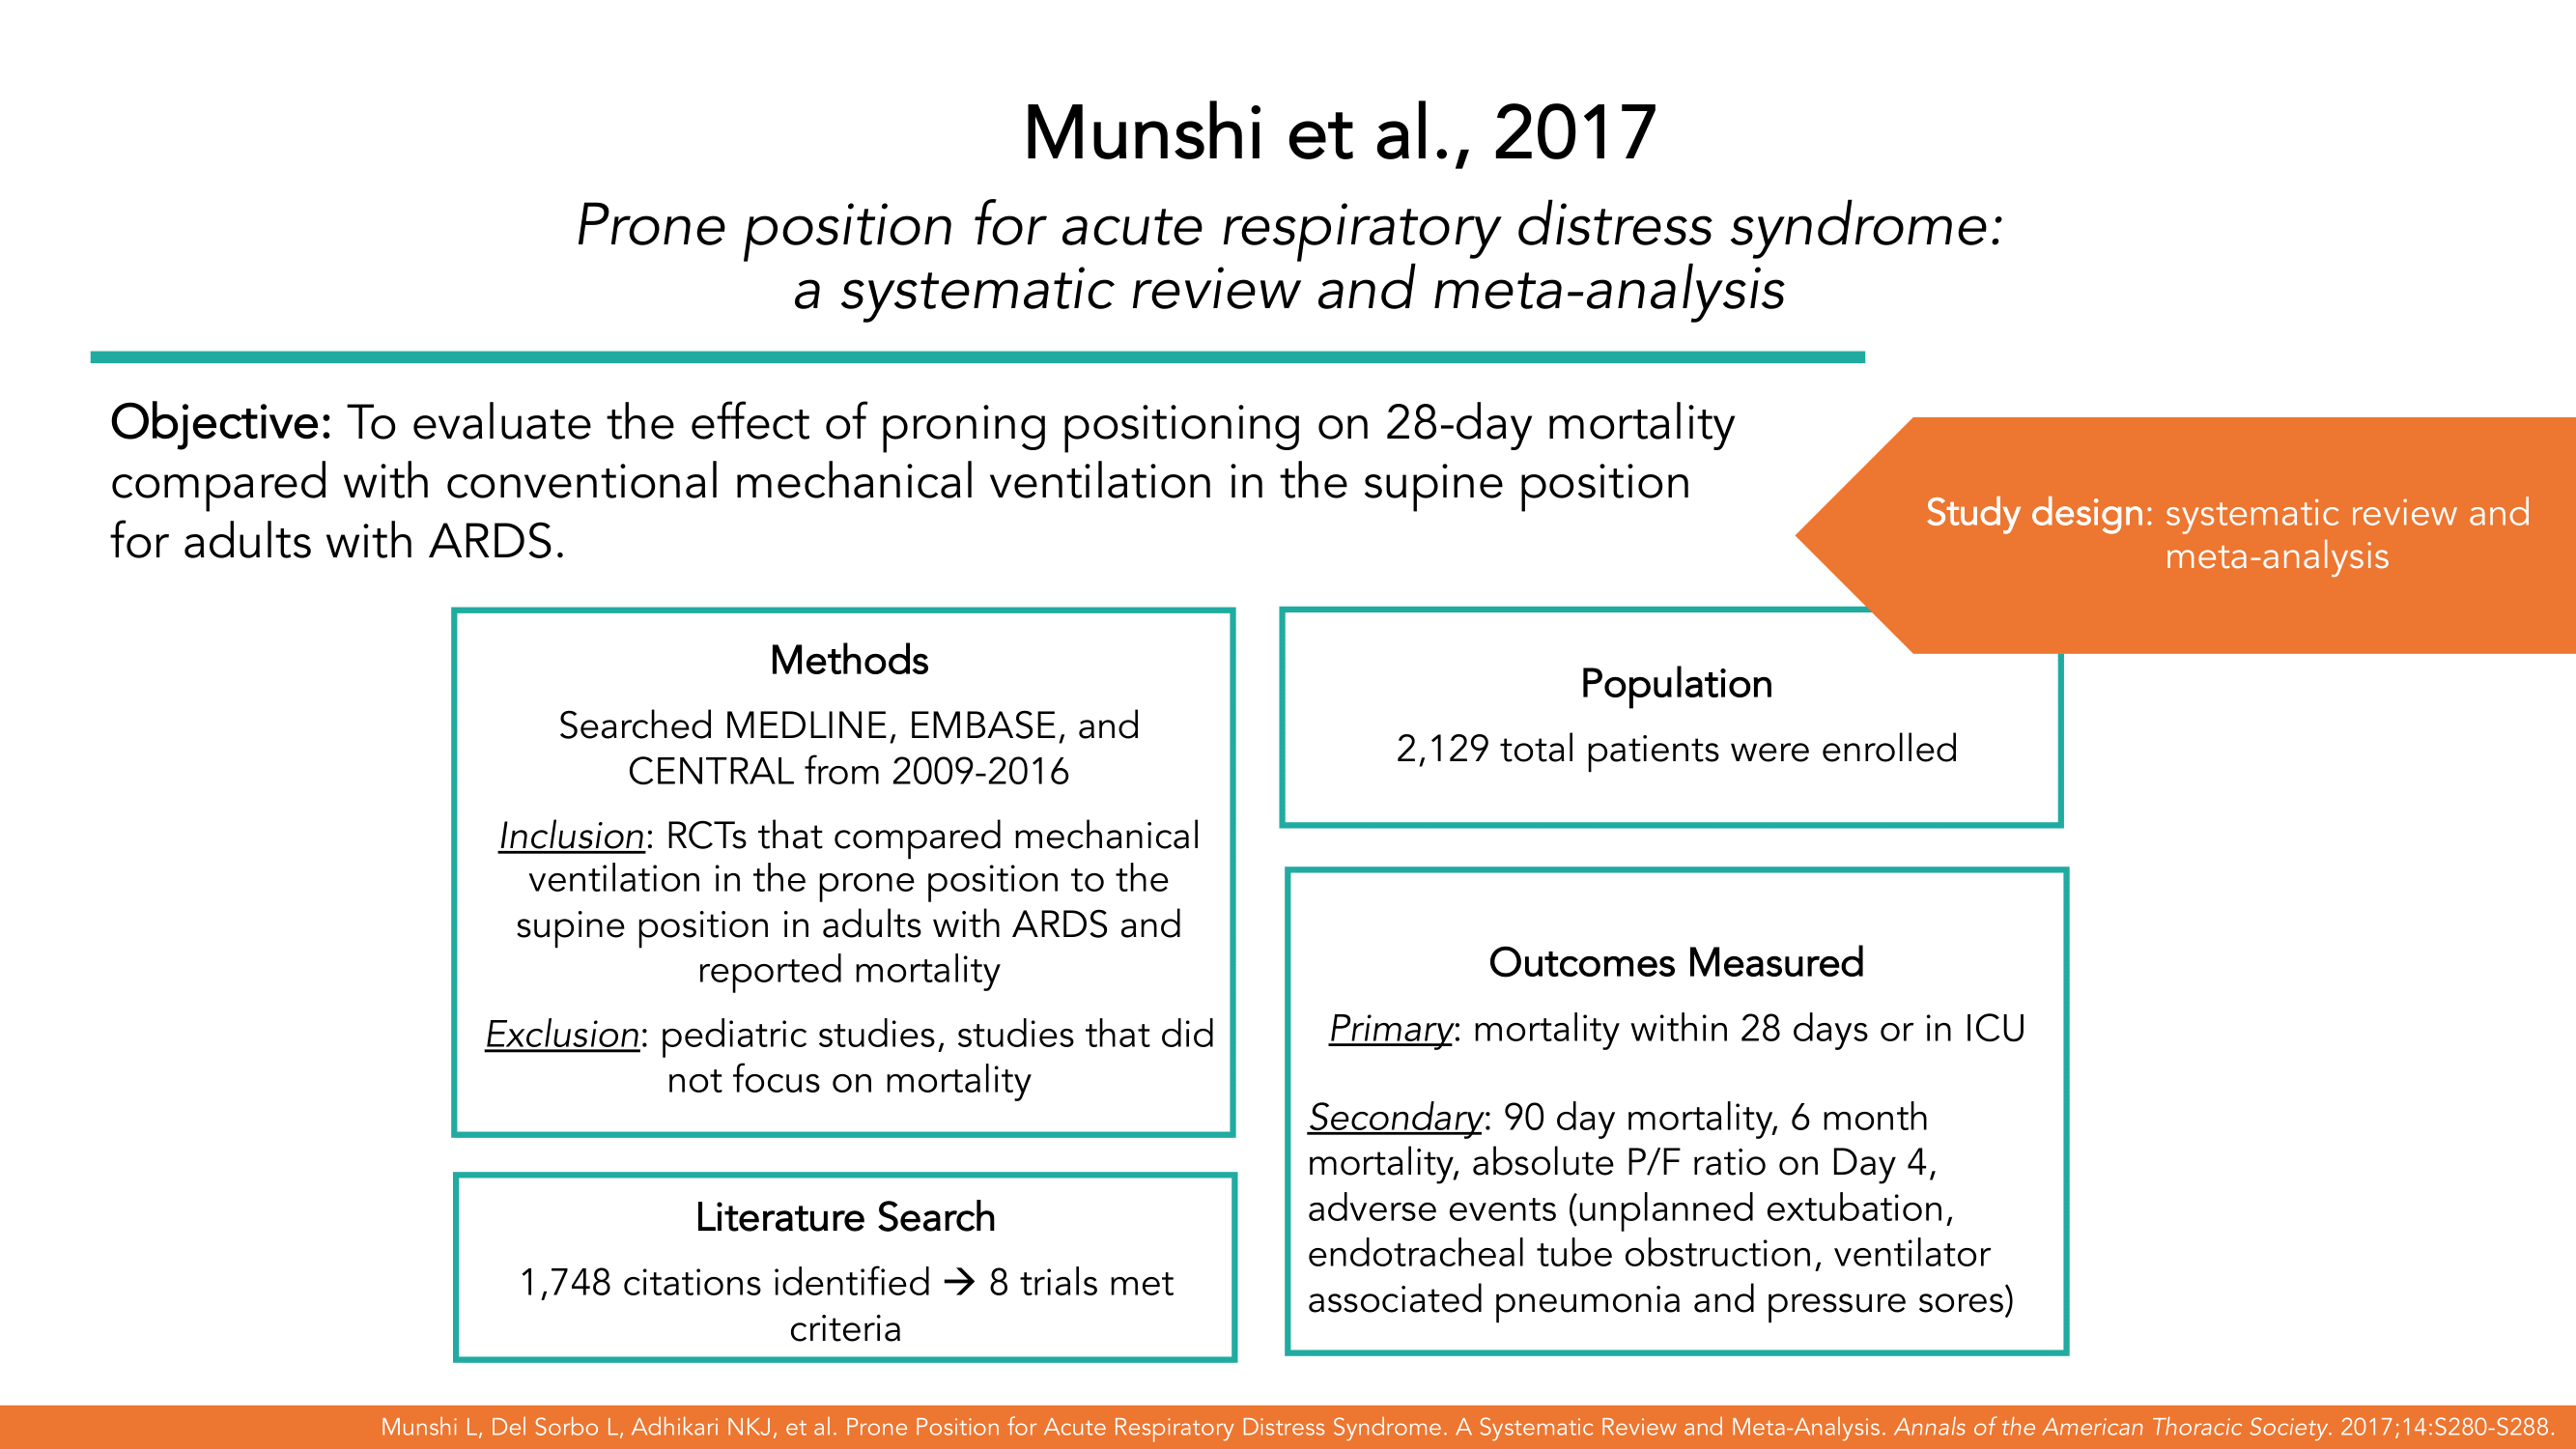 Munshi et al., 2017
Prone position for acute respiratory distress syndrome:
a systematic review and meta-analysis
Objective: To evaluate the effect of proning positioning on 28-day mortality
compared with conventional mechanical ventilation in the supine position
for adults with ARDS.
Study design: systematic review and
meta-analysis
Methods
Searched MEDLINE, EMBASE, and
CENTRAL from 2009-2016
Inclusion: RCTs that compared mechanical
ventilation in the prone position to the
supine position in adults with ARDS and
reported mortality
Exclusion: pediatric studies, studies that did
not focus on mortality
Literature Search
1,748 citations identified → 8 trials met
criteria
Population
2,129 total patients were enrolled
Outcomes Measured
Primary: mortality within 28 days or in ICU
Secondary: 90 day mortality, 6 month
mortality, absolute P/F ratio on Day 4,
adverse events (unplanned extubation,
endotracheal tube obstruction, ventilator
associated pneumonia and pressure sores)
Munshi L, Del Sorbo L, Adhikari NKJ, et al. Prone Position for Acute Respiratory Distress Syndrome. A Systematic Review and Meta-Analysis. Annals of the American Thoracic Society. 2017;14:S280-S288.